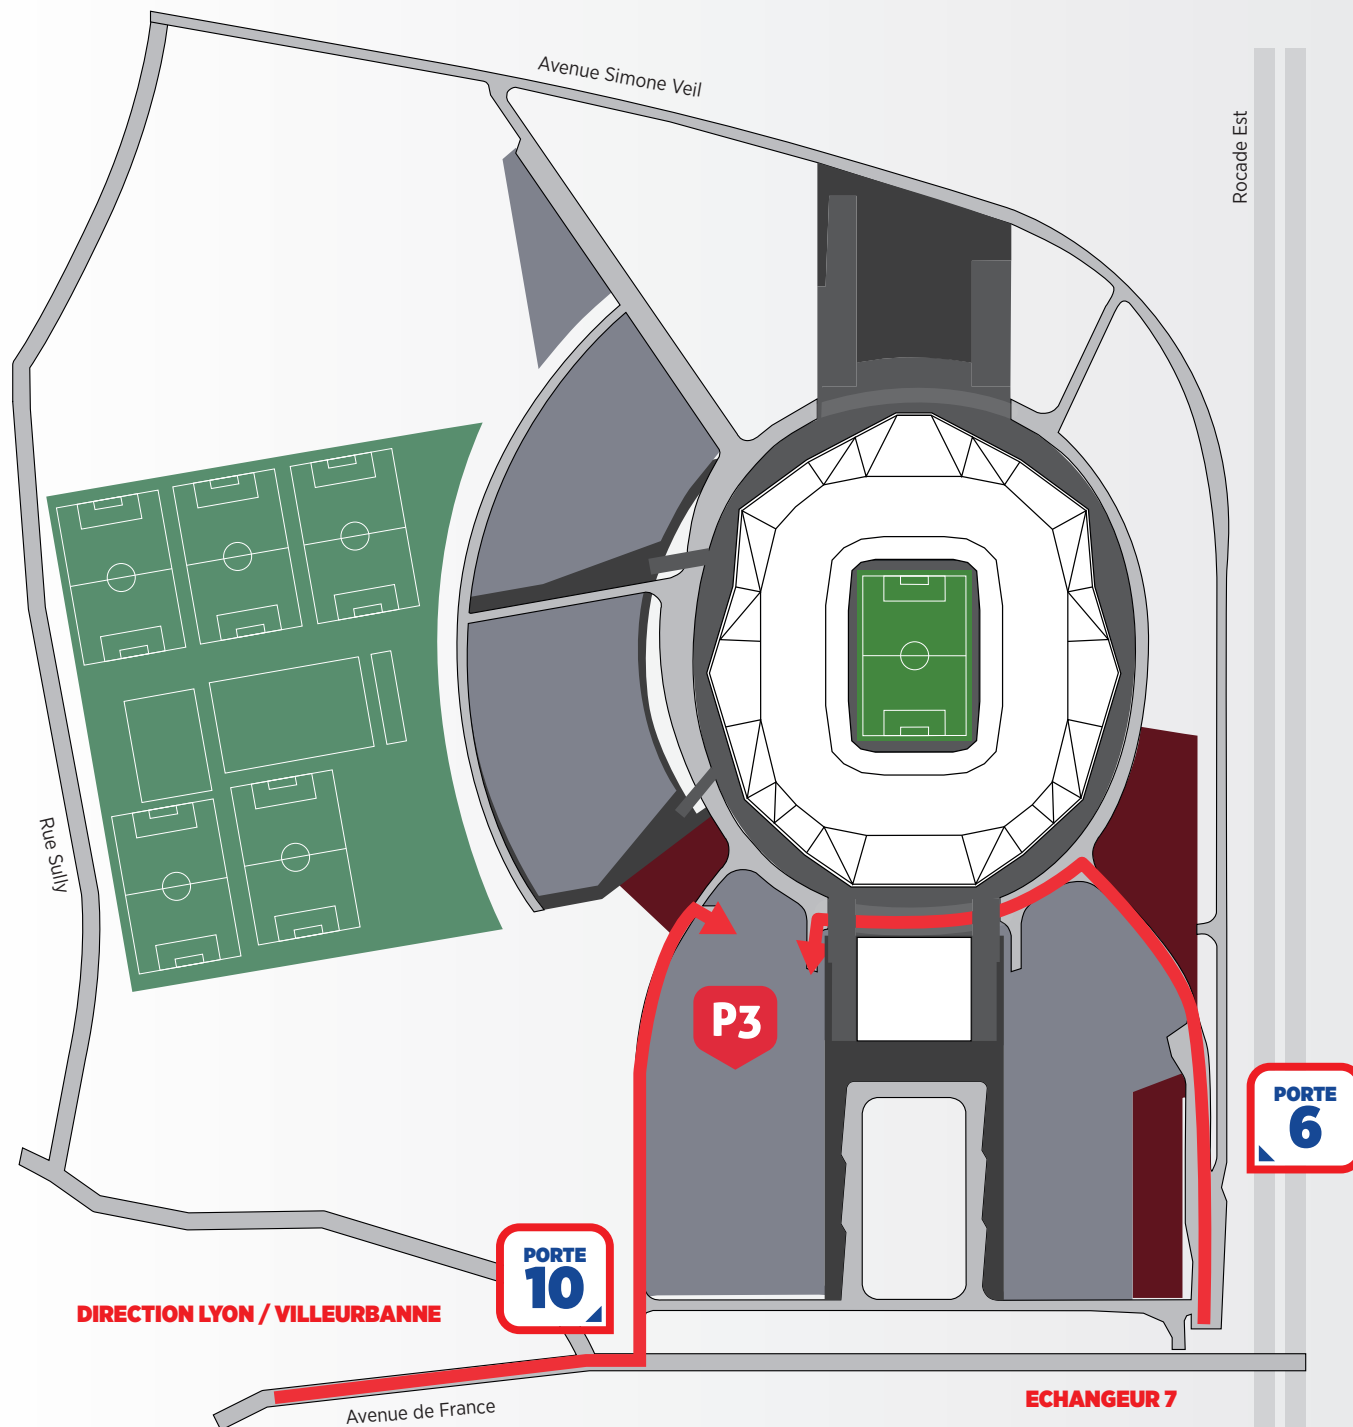 Avenue Simone Veil
Rocade Est
Rue Sully
P3
PORTE
6
PORTE
10
DIRECTION LYON / VILLEURBANNE
Avenue de France
ECHANGEUR 7